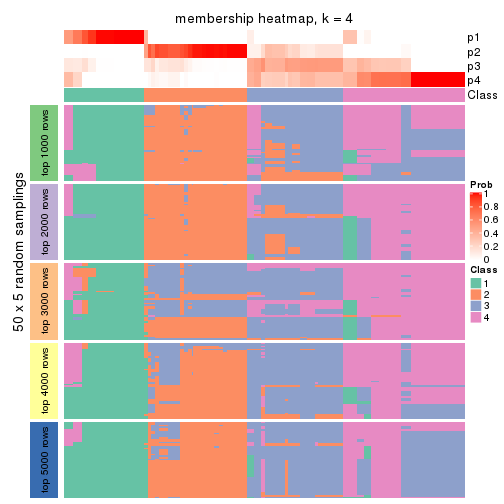 membership heatmap, k = 4
p1
p2
p3
p4
Class
50 x 5 random samplings
top 1000 rows
top 2000 rows
top 3000 rows
top 4000 rows
top 5000 rows
Prob
1
0.8
0.6
0.4
0.2
0
Class
1
2
3
4